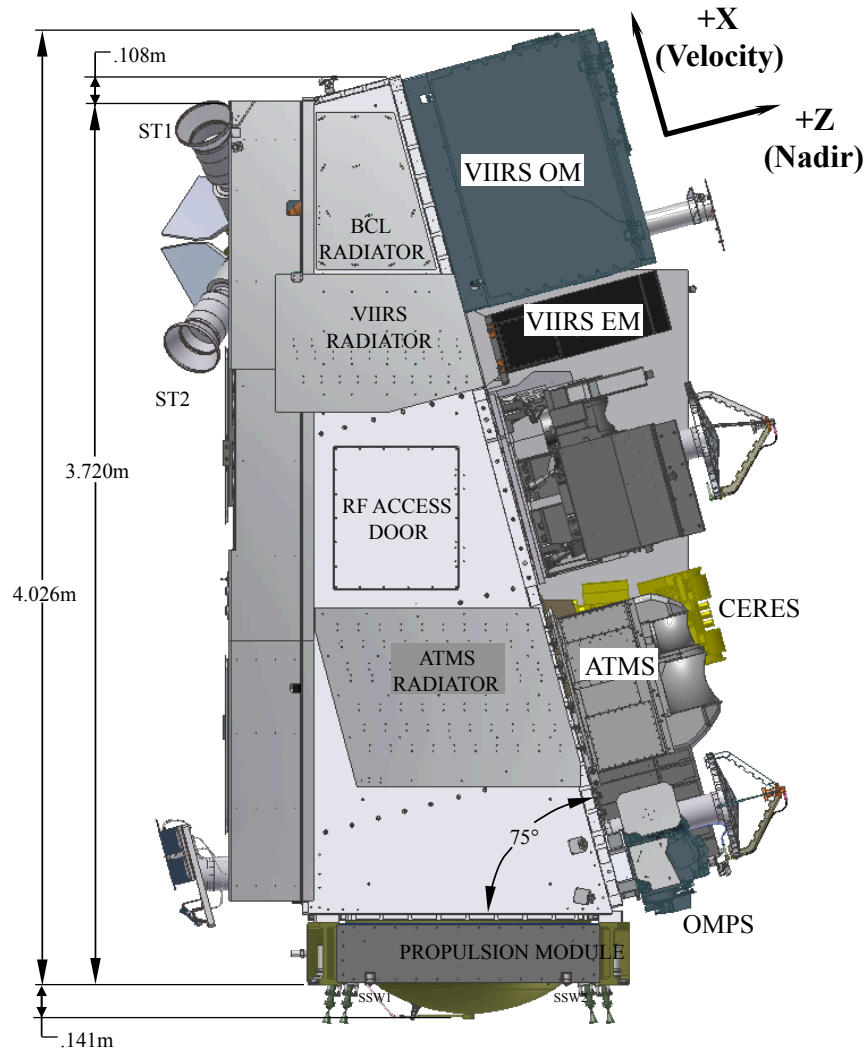 +X
(Velocity)
.108m
+Z
(Nadir)
ST1
VIIRS OM
BCL
RADIATOR
VIIRS
RADIATOR
VIIRS EM
ST2
3.720m
RF ACCESS
DOOR
4.026m
CERES
ATMS
RADIATOR
ATMS
75°
OMPS
PROPULSION MODULE
SSW1
SSW2
.141m